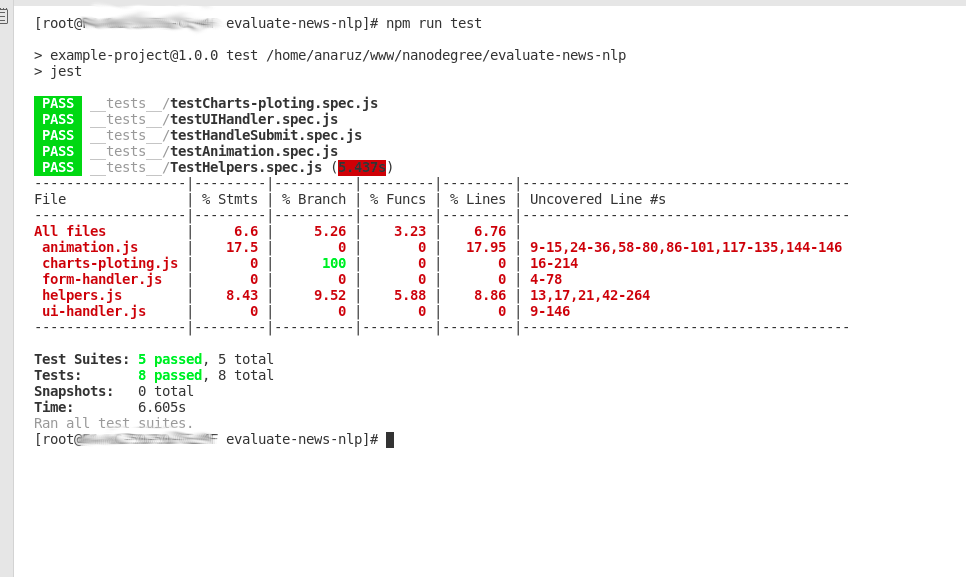 [root@ evaluate-news-nlp]# npm run test
> example-project@1.0.0 test /home/anaruz/www/nanodegree/evaluate-news-nlp
> jest
PASS __tests__/testCharts-ploting.spec.js
PASS __tests__/testUIHandler.spec.js
PASS __tests__/testHandleSubmit.spec.js
PASS __tests__/testAnimation.spec.js
PASS __tests__/TestHelpers.spec.js (5.437s)
-------------------|---------|----------|---------|---------|-----------------------------------------
File               | % Stmts | % Branch | % Funcs | % Lines | Uncovered Line #s
-------------------|---------|----------|---------|---------|-----------------------------------------
All files          |     6.6 |     5.26 |    3.23 |    6.76 |
 animation.js      |    17.5 |        0 |       0 |   17.95 | 9-15,24-36,58-80,86-101,117-135,144-146
 charts-ploting.js |       0 |      100 |       0 |       0 | 16-214
 form-handler.js   |       0 |        0 |       0 |       0 | 4-78
 helpers.js        |    8.43 |     9.52 |    5.88 |    8.86 | 13,17,21,42-264
 ui-handler.js     |       0 |        0 |       0 |       0 | 9-146
-------------------|---------|----------|---------|---------|-----------------------------------------
Test Suites: 5 passed, 5 total
Tests:       8 passed, 8 total
Snapshots:   0 total
Time:        6.605s
Ran all test suites.
[root@ evaluate-news-nlp]#